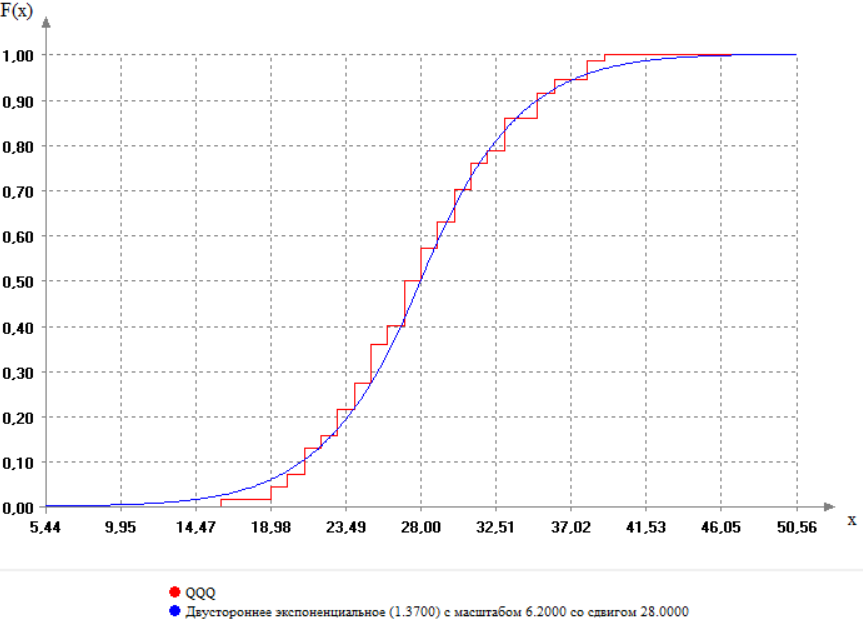 F(x)
1,00
0,90
0,80
0,70
0,60
0,50
0,40
0,30
0,20
0,10
0,00
5,44 9,95 14,47 18,98 23,49 28,00 32,51 37,02 41,53 46,05 50,56 x
QQQ
Двустороннее экспоненциальное (1.3700) с масштабом 6.2000 со сдвигом 28.0000